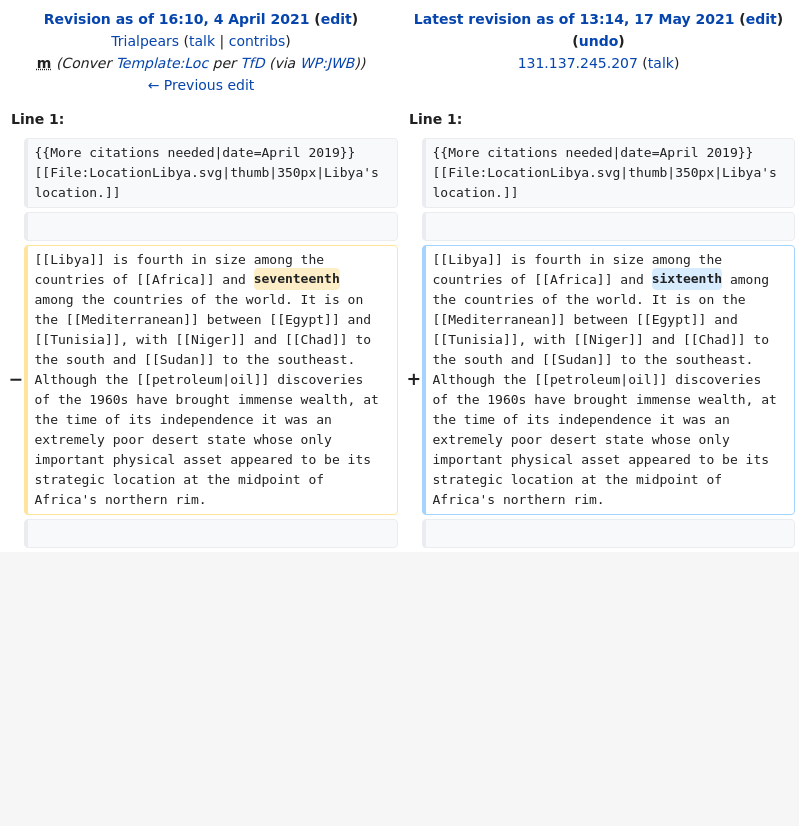 Revision as of 16:10, 4 April 2021 (edit)
Trialpears (talk | contribs)
m (Conver Template:Loc per TfD (via WP:JWB))
← Previous edit
Latest revision as of 13:14, 17 May 2021 (edit)
(undo)
131.137.245.207 (talk)
Line 1:
Line 1:
{{More citations needed|date=April 2019}}
[[File:LocationLibya.svg|thumb|350px|Libya's
location.]]
{{More citations needed|date=April 2019}}
[[File:LocationLibya.svg|thumb|350px|Libya's
location.]]
−
[[Libya]] is fourth in size among the
countries of [[Africa]] and seventeenth
among the countries of the world. It is on
the [[Mediterranean]] between [[Egypt]] and
[[Tunisia]], with [[Niger]] and [[Chad]] to
the south and [[Sudan]] to the southeast.
Although the [[petroleum|oil]] discoveries
of the 1960s have brought immense wealth, at
the time of its independence it was an
extremely poor desert state whose only
important physical asset appeared to be its
strategic location at the midpoint of
Africa's northern rim.
+
[[Libya]] is fourth in size among the
countries of [[Africa]] and sixteenth among
the countries of the world. It is on the
[[Mediterranean]] between [[Egypt]] and
[[Tunisia]], with [[Niger]] and [[Chad]] to
the south and [[Sudan]] to the southeast.
Although the [[petroleum|oil]] discoveries
of the 1960s have brought immense wealth, at
the time of its independence it was an
extremely poor desert state whose only
important physical asset appeared to be its
strategic location at the midpoint of
Africa's northern rim.